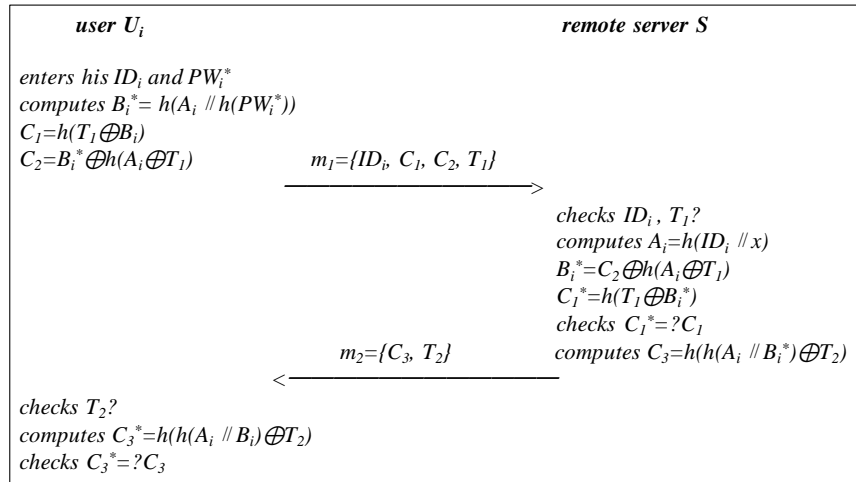 user Uᵢ remote server S
enters his IDᵢ and PWᵢ*
computes Bᵢ*= h(Aᵢ // h(PWᵢ*))
C₁=h(T₁⊕Bᵢ)
C₂=Bᵢ*⊕h(Aᵢ⊕T₁)
m₁={IDᵢ, C₁, C₂, T₁}
checks IDᵢ , T₁?
computes Aᵢ=h(IDᵢ // x)
Bᵢ*=C₂⊕h(Aᵢ⊕T₁)
C₁*=h(T₁⊕Bᵢ*)
checks C₁*=?C₁
m₂={C₃, T₂}
computes C₃=h(h(Aᵢ // Bᵢ*)⊕T₂)
checks T₂?
computes C₃*=h(h(Aᵢ // Bᵢ)⊕T₂)
checks C₃*=?C₃